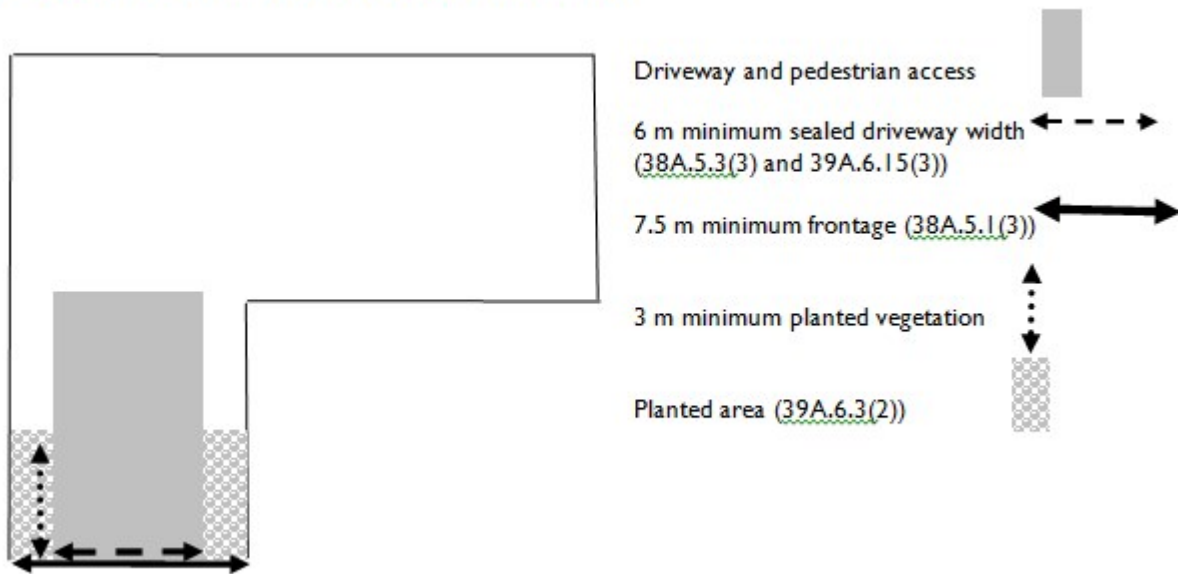 Driveway and pedestrian access
6 m minimum sealed driveway width
(38A.5.3(3) and 39A.6.15(3))
7.5 m minimum frontage (38A.5.1(3))
3 m minimum planted vegetation
Planted area (39A.6.3(2))